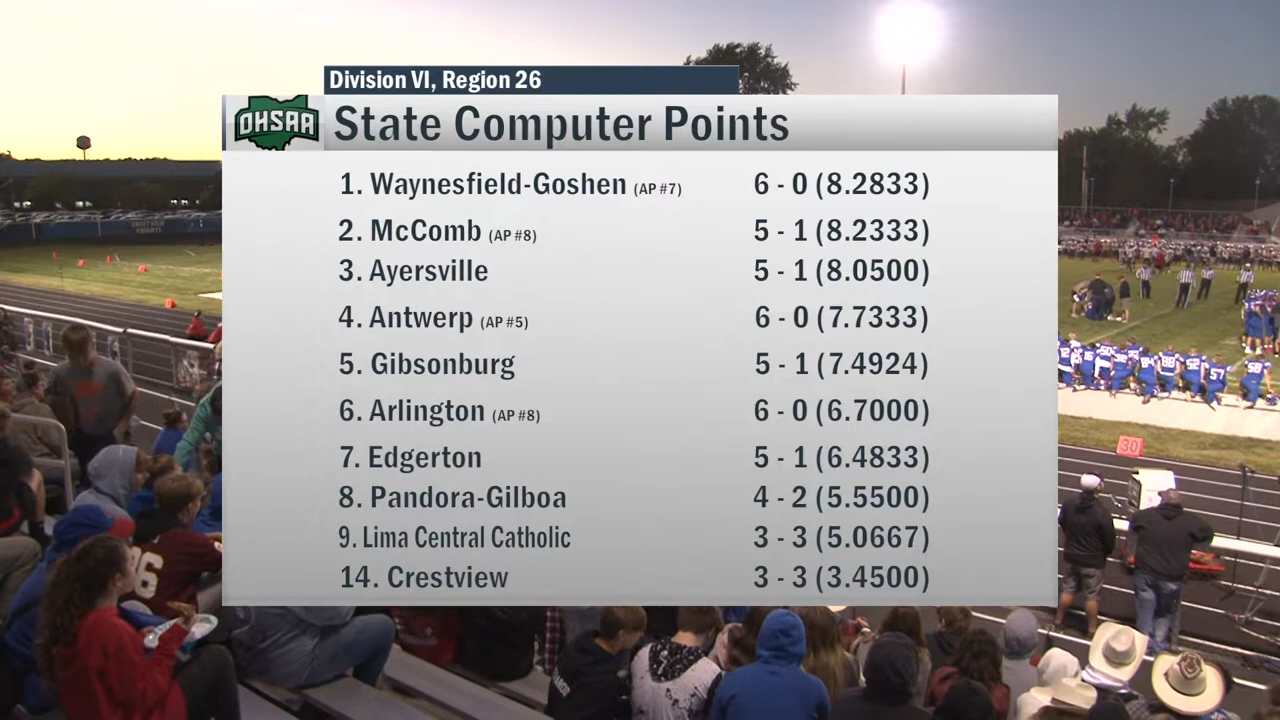 Division VI, Region 26
OHSAA
State Computer Points
1. Waynesfield-Goshen (AP #7) 6 - 0 (8.2833)
2. McComb (AP #8) 5 - 1 (8.2333)
3. Ayersville 5 - 1 (8.0500)
4. Antwerp (AP #5) 6 - 0 (7.7333)
5. Gibsonburg 5 - 1 (7.4924)
6. Arlington (AP #8) 6 - 0 (6.7000)
7. Edgerton 5 - 1 (6.4833)
8. Pandora-Gilboa 4 - 2 (5.5500)
9. Lima Central Catholic 3 - 3 (5.0667)
14. Crestview 3 - 3 (3.4500)
30